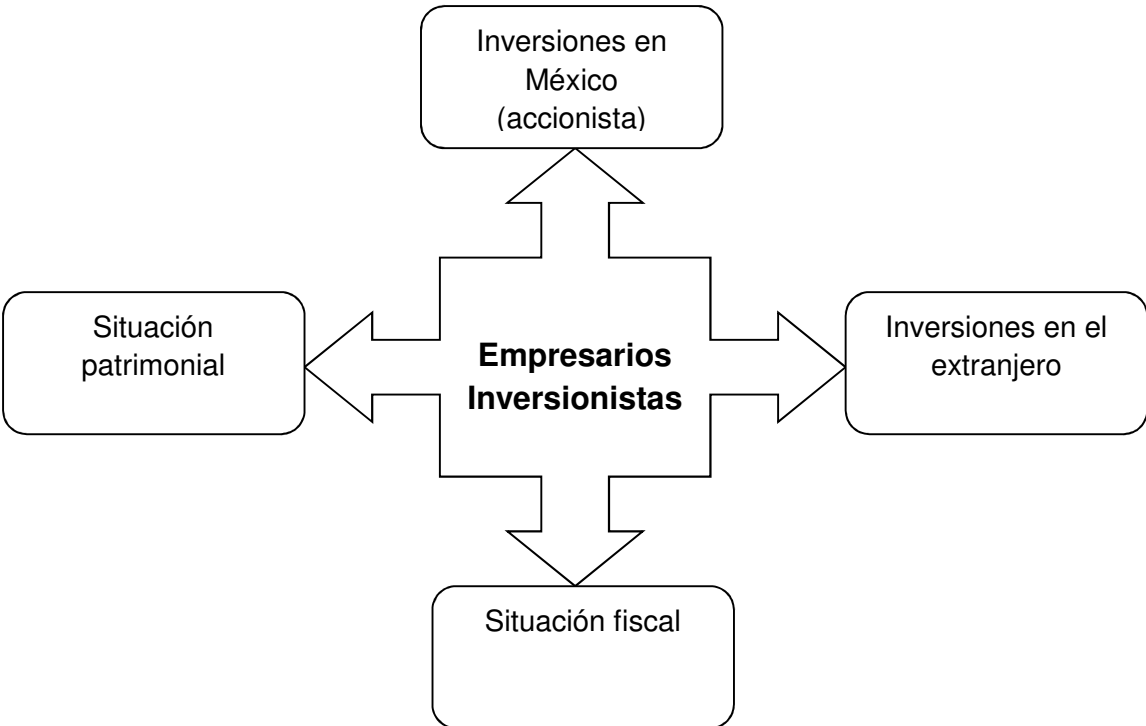 Inversiones en
México
(accionista)
Situación
patrimonial
Empresarios
Inversionistas
Inversiones en el
extranjero
Situación fiscal